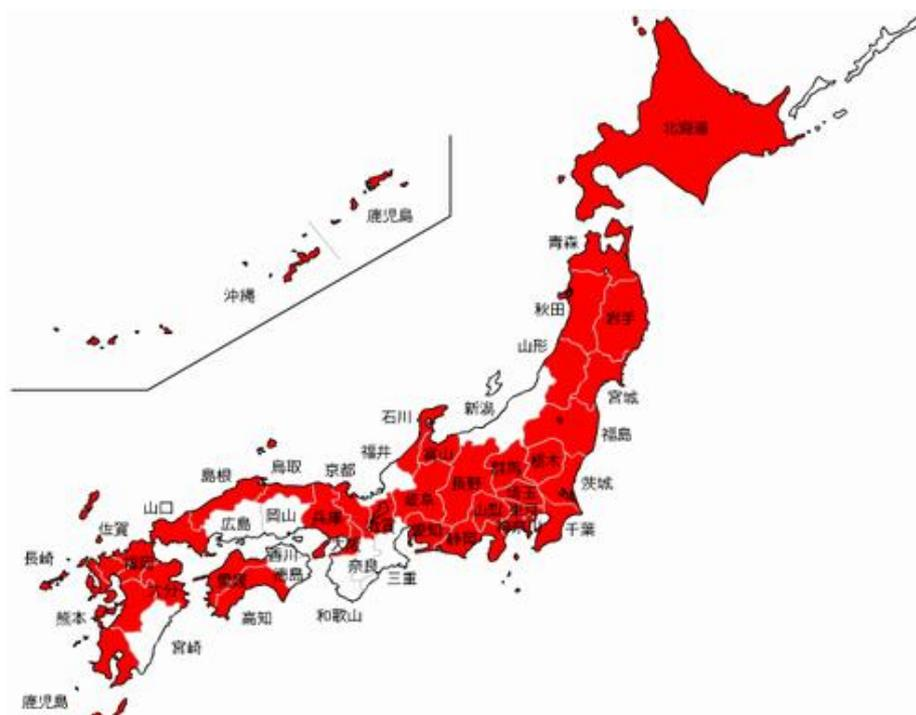 北海道
鹿児島
青森
沖縄
秋田
岩手
山形
宮城
新潟
石川
福島
福井
富山
群馬
栃木
鳥取
島根
京都
長野
茨城
埼玉
岐阜
山口
岡山
兵庫
滋賀
山梨
東京
広島
愛知
静岡
神奈川
千葉
佐賀
大阪
長崎
福岡
香川
奈良
三重
愛媛
徳島
大分
熊本
高知
和歌山
宮崎
鹿児島